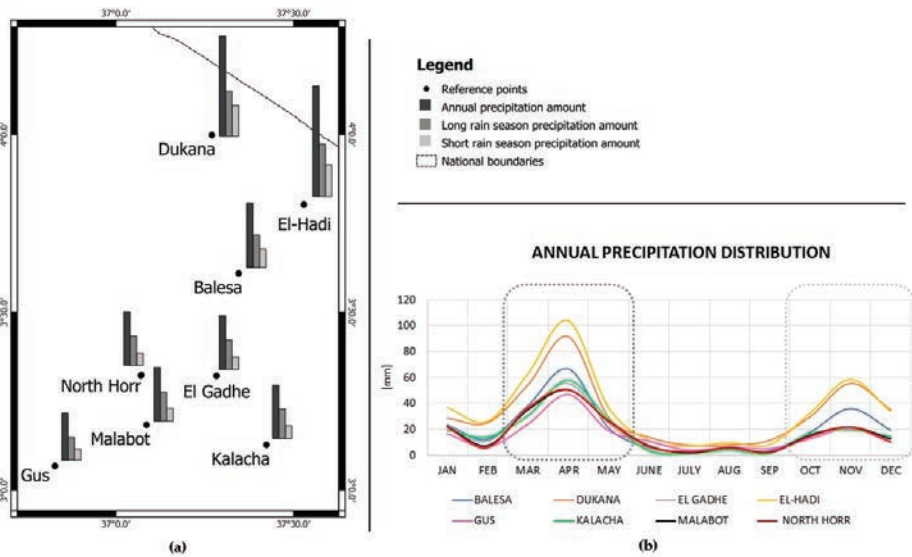 37°0.0'
37°30.0'
4°0.0'
4°0.0'
Dukana
El-Hadi
Balesa
3°30.0'
3°30.0'
North Horr
El Gadhe
Malabot
Kalacha
Gus
3°0.0'
3°0.0'
37°0.0'
37°30.0'
(a)
Legend
Reference points
Annual precipitation amount
Long rain season precipitation amount
Short rain season precipitation amount
National boundaries
ANNUAL PRECIPITATION DISTRIBUTION
[mm]
120
100
80
60
40
20
0
JAN FEB MAR APR MAY JUNE JULY AUG SEP OCT NOV DEC
BALESA DUKANA EL GADHE EL-HADI
GUS KALACHA MALABOT NORTH HORR
(b)